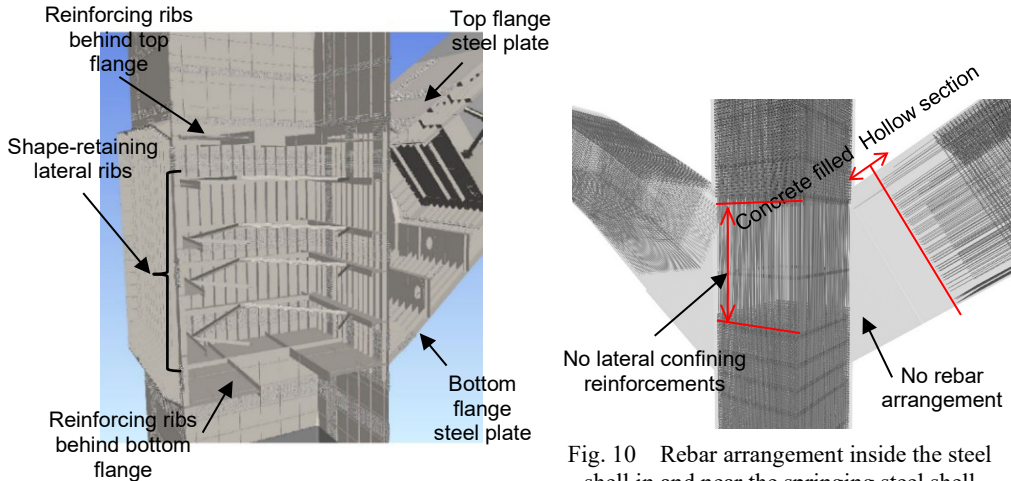 Reinforcing ribs
behind top
flange
Top flange
steel plate
Shape-retaining
lateral ribs
Reinforcing ribs
behind bottom
flange
Bottom
flange
steel plate
Concrete filled
Hollow section
No lateral confining
reinforcements
No rebar
arrangement
Fig. 10 Rebar arrangement inside the steel
shell in and near the springing steel shell